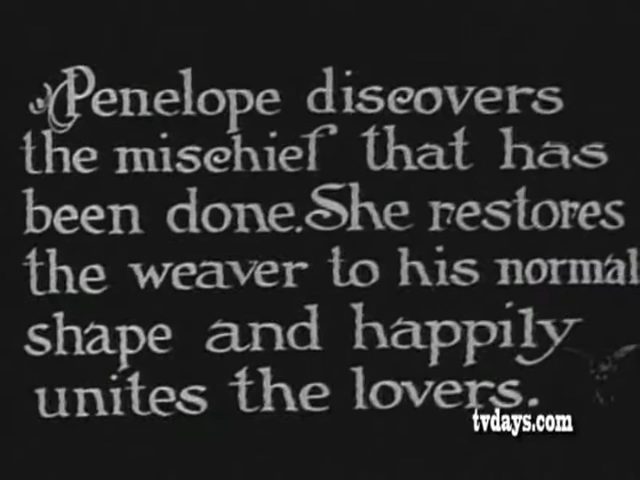 Penelope discovers
the mischief that has
been done. She restores
the weaver to his normal
shape and happily
unites the lovers.
tvdays.com